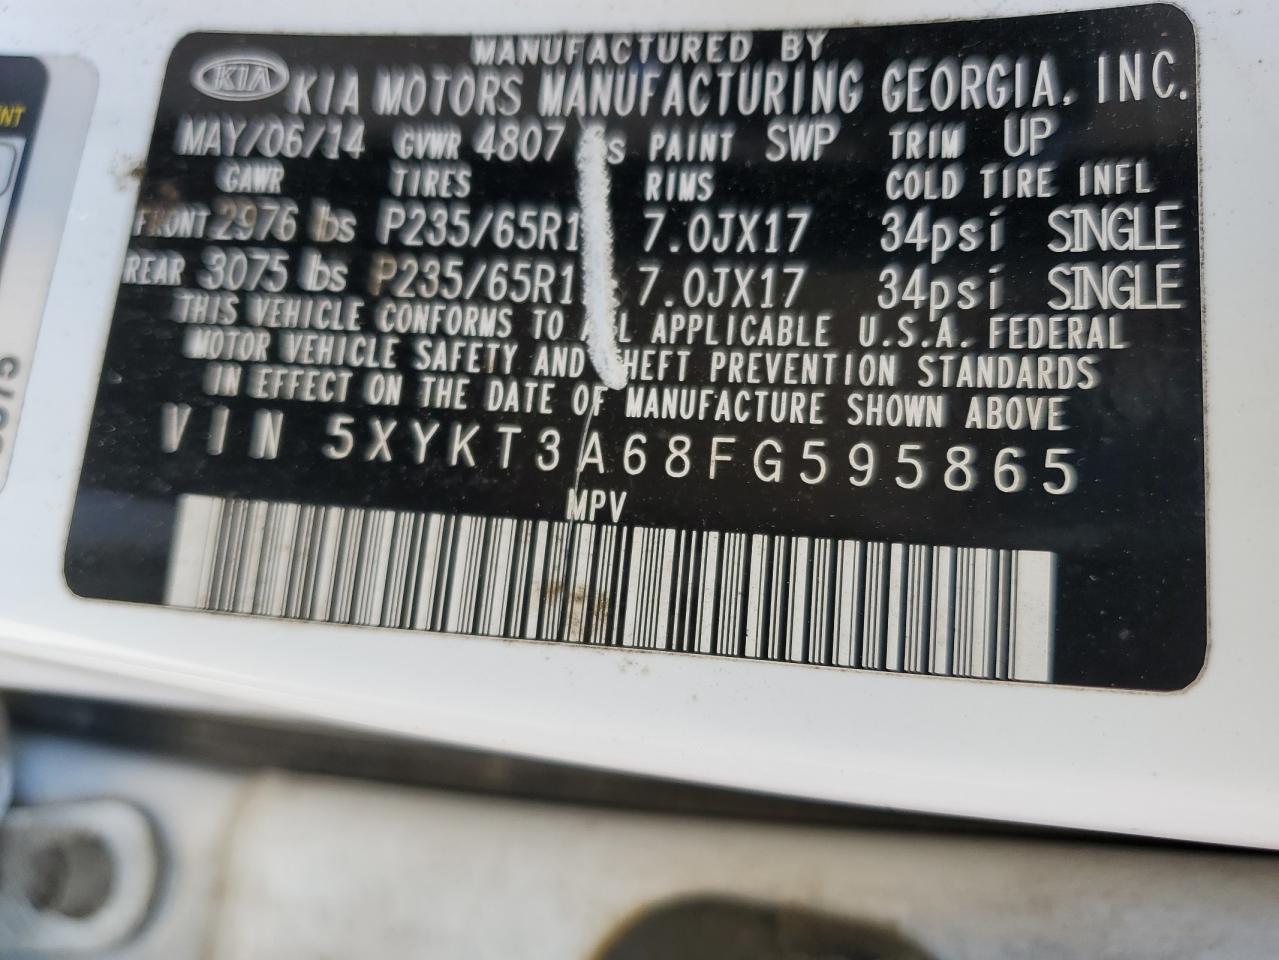 MANUFACTURED BY
KIA KIA MOTORS MANUFACTURING GEORGIA, INC.
MAY/06/14 GVWR 4807 PAINT SWP TRIM UP
GAWR TIRES RIMS COLD TIRE INFL
FRONT 2976 lbs P235/65R1 7.0JX17 34psi SINGLE
REAR 3075 lbs P235/65R1 7.0JX17 34psi SINGLE
THIS VEHICLE CONFORMS TO ALL APPLICABLE U.S.A. FEDERAL
MOTOR VEHICLE SAFETY AND THEFT PREVENTION STANDARDS
IN EFFECT ON THE DATE OF MANUFACTURE SHOWN ABOVE
VIN 5XYKT3A68FG595865
MPV